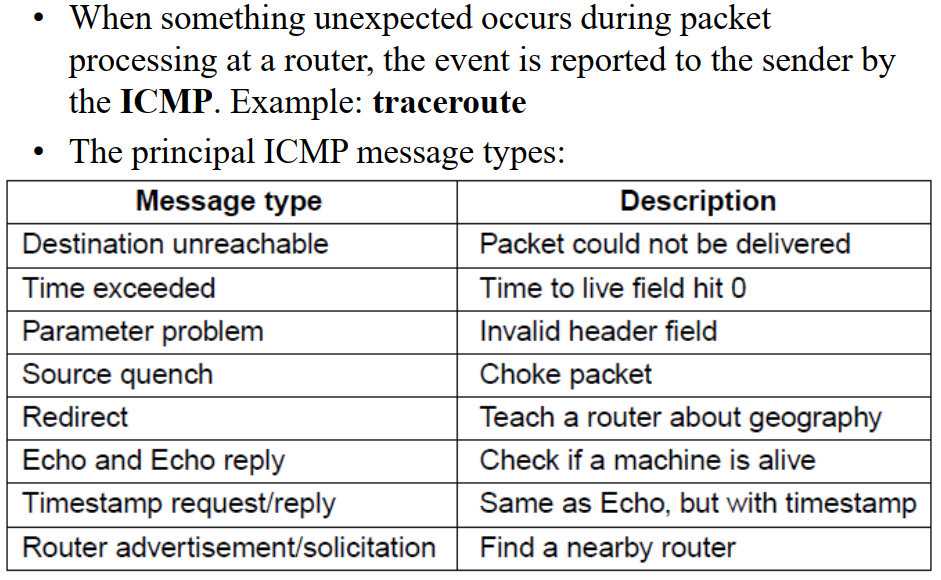 • When something unexpected occurs during packet
processing at a router, the event is reported to the sender by
the ICMP. Example: traceroute
• The principal ICMP message types:
Message type Description
Destination unreachable Packet could not be delivered
Time exceeded Time to live field hit 0
Parameter problem Invalid header field
Source quench Choke packet
Redirect Teach a router about geography
Echo and Echo reply Check if a machine is alive
Timestamp request/reply Same as Echo, but with timestamp
Router advertisement/solicitation Find a nearby router